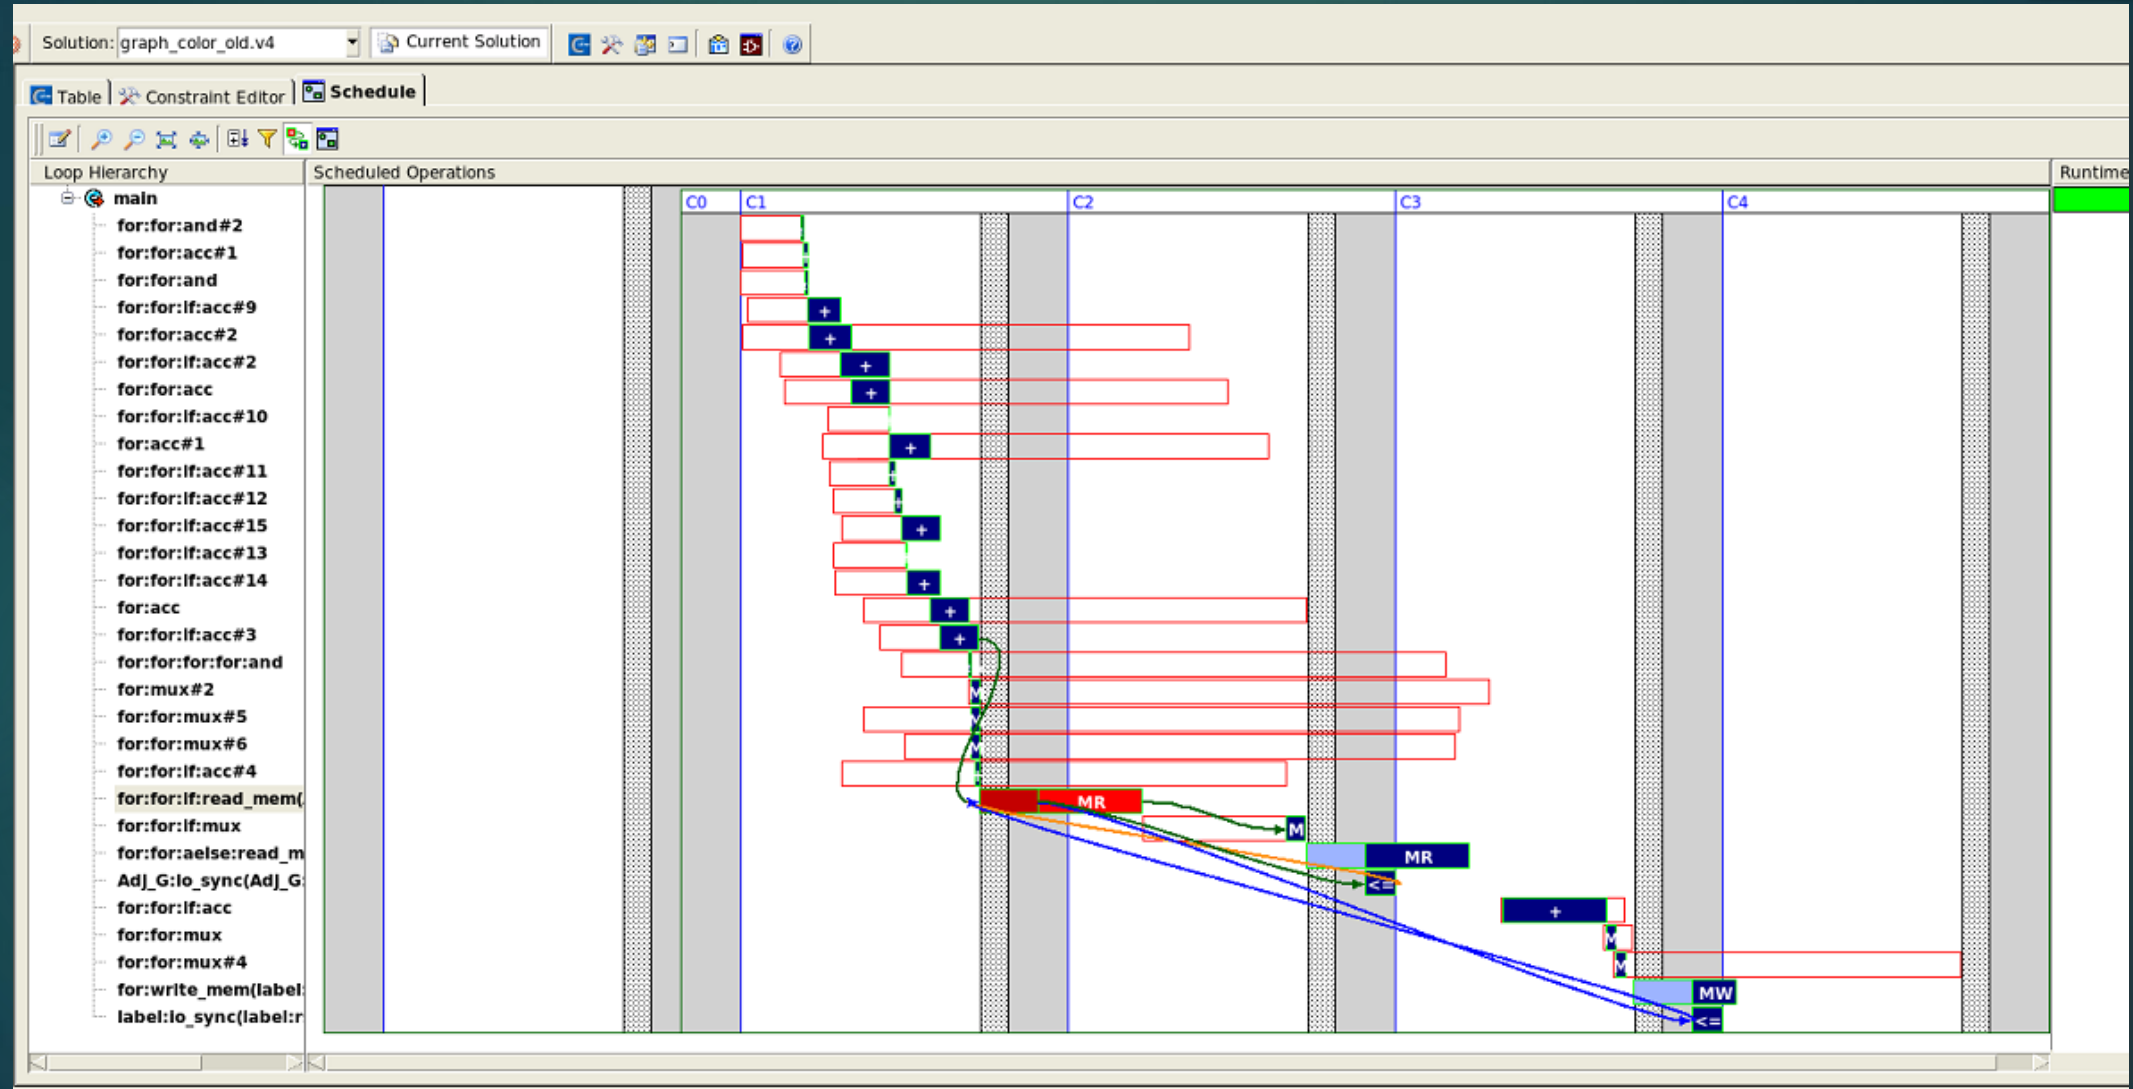 Solution: graph_color_old.v4 Current Solution
Table Constraint Editor Schedule
Loop Hierarchy Scheduled Operations Runtime
main
C0 C1 C2 C3 C4
for:for:and#2
for:for:acc#1
for:for:and
for:for:if:acc#9 +
for:for:acc#2 +
for:for:if:acc#2 +
for:for:acc +
for:for:if:acc#10
for:acc#1 +
for:for:if:acc#11
for:for:if:acc#12
for:for:if:acc#15 +
for:for:if:acc#13
for:for:if:acc#14 +
for:acc +
for:for:if:acc#3 +
for:for:for:for:and
for:mux#2 M
for:for:mux#5 M
for:for:mux#6 M
for:for:if:acc#4
for:for:if:read_mem( MR
for:for:if:mux M
for:for:aelse:read_m MR
Adj_G:io_sync(Adj_G: <=
for:for:if:acc +
for:for:mux M
for:for:mux#4 M
for:write_mem(label: MW
label:io_sync(label:r <=